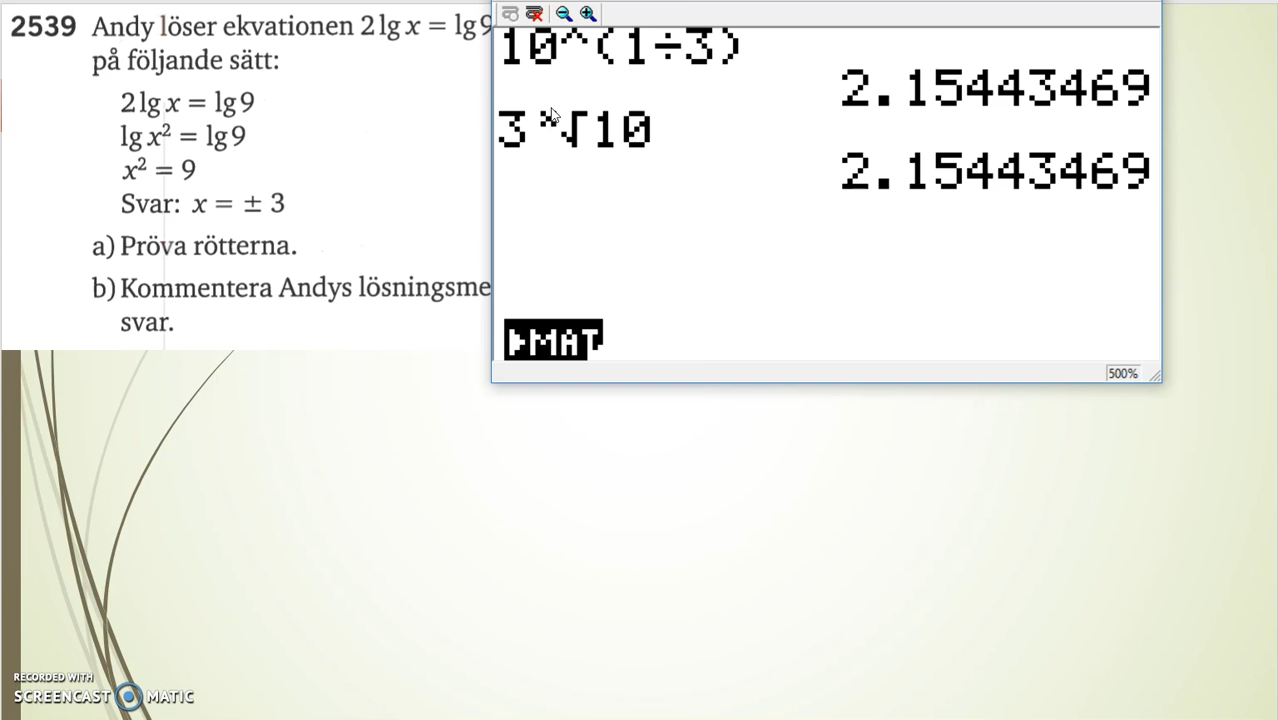 2539 Andy löser ekvationen 2 lg x = lg 9
på följande sätt:
2 lg x = lg 9
lg x² = lg 9
x² = 9
Svar: x = ± 3
a) Pröva rötterna.
b) Kommentera Andys lösningsme
svar.
10^(1÷3)
2.15443469
3 ˣ√10
2.15443469
▶MAT
500%
RECORDED WITH
SCREENCAST MATIC